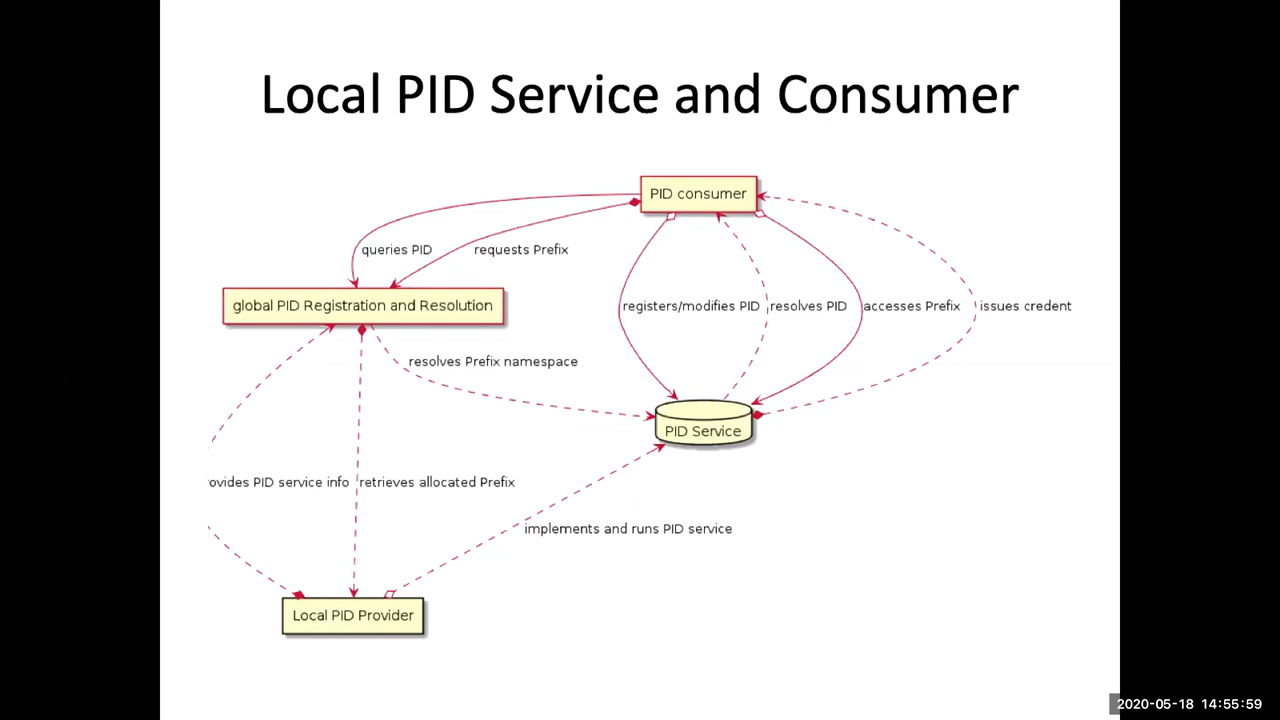 Local PID Service and Consumer
PID consumer
queries PID
requests Prefix
global PID Registration and Resolution
registers/modifies PID
resolves PID
accesses Prefix
issues credent
resolves Prefix namespace
PID Service
ovides PID service info
retrieves allocated Prefix
implements and runs PID service
Local PID Provider
2020-05-18 14:55:59